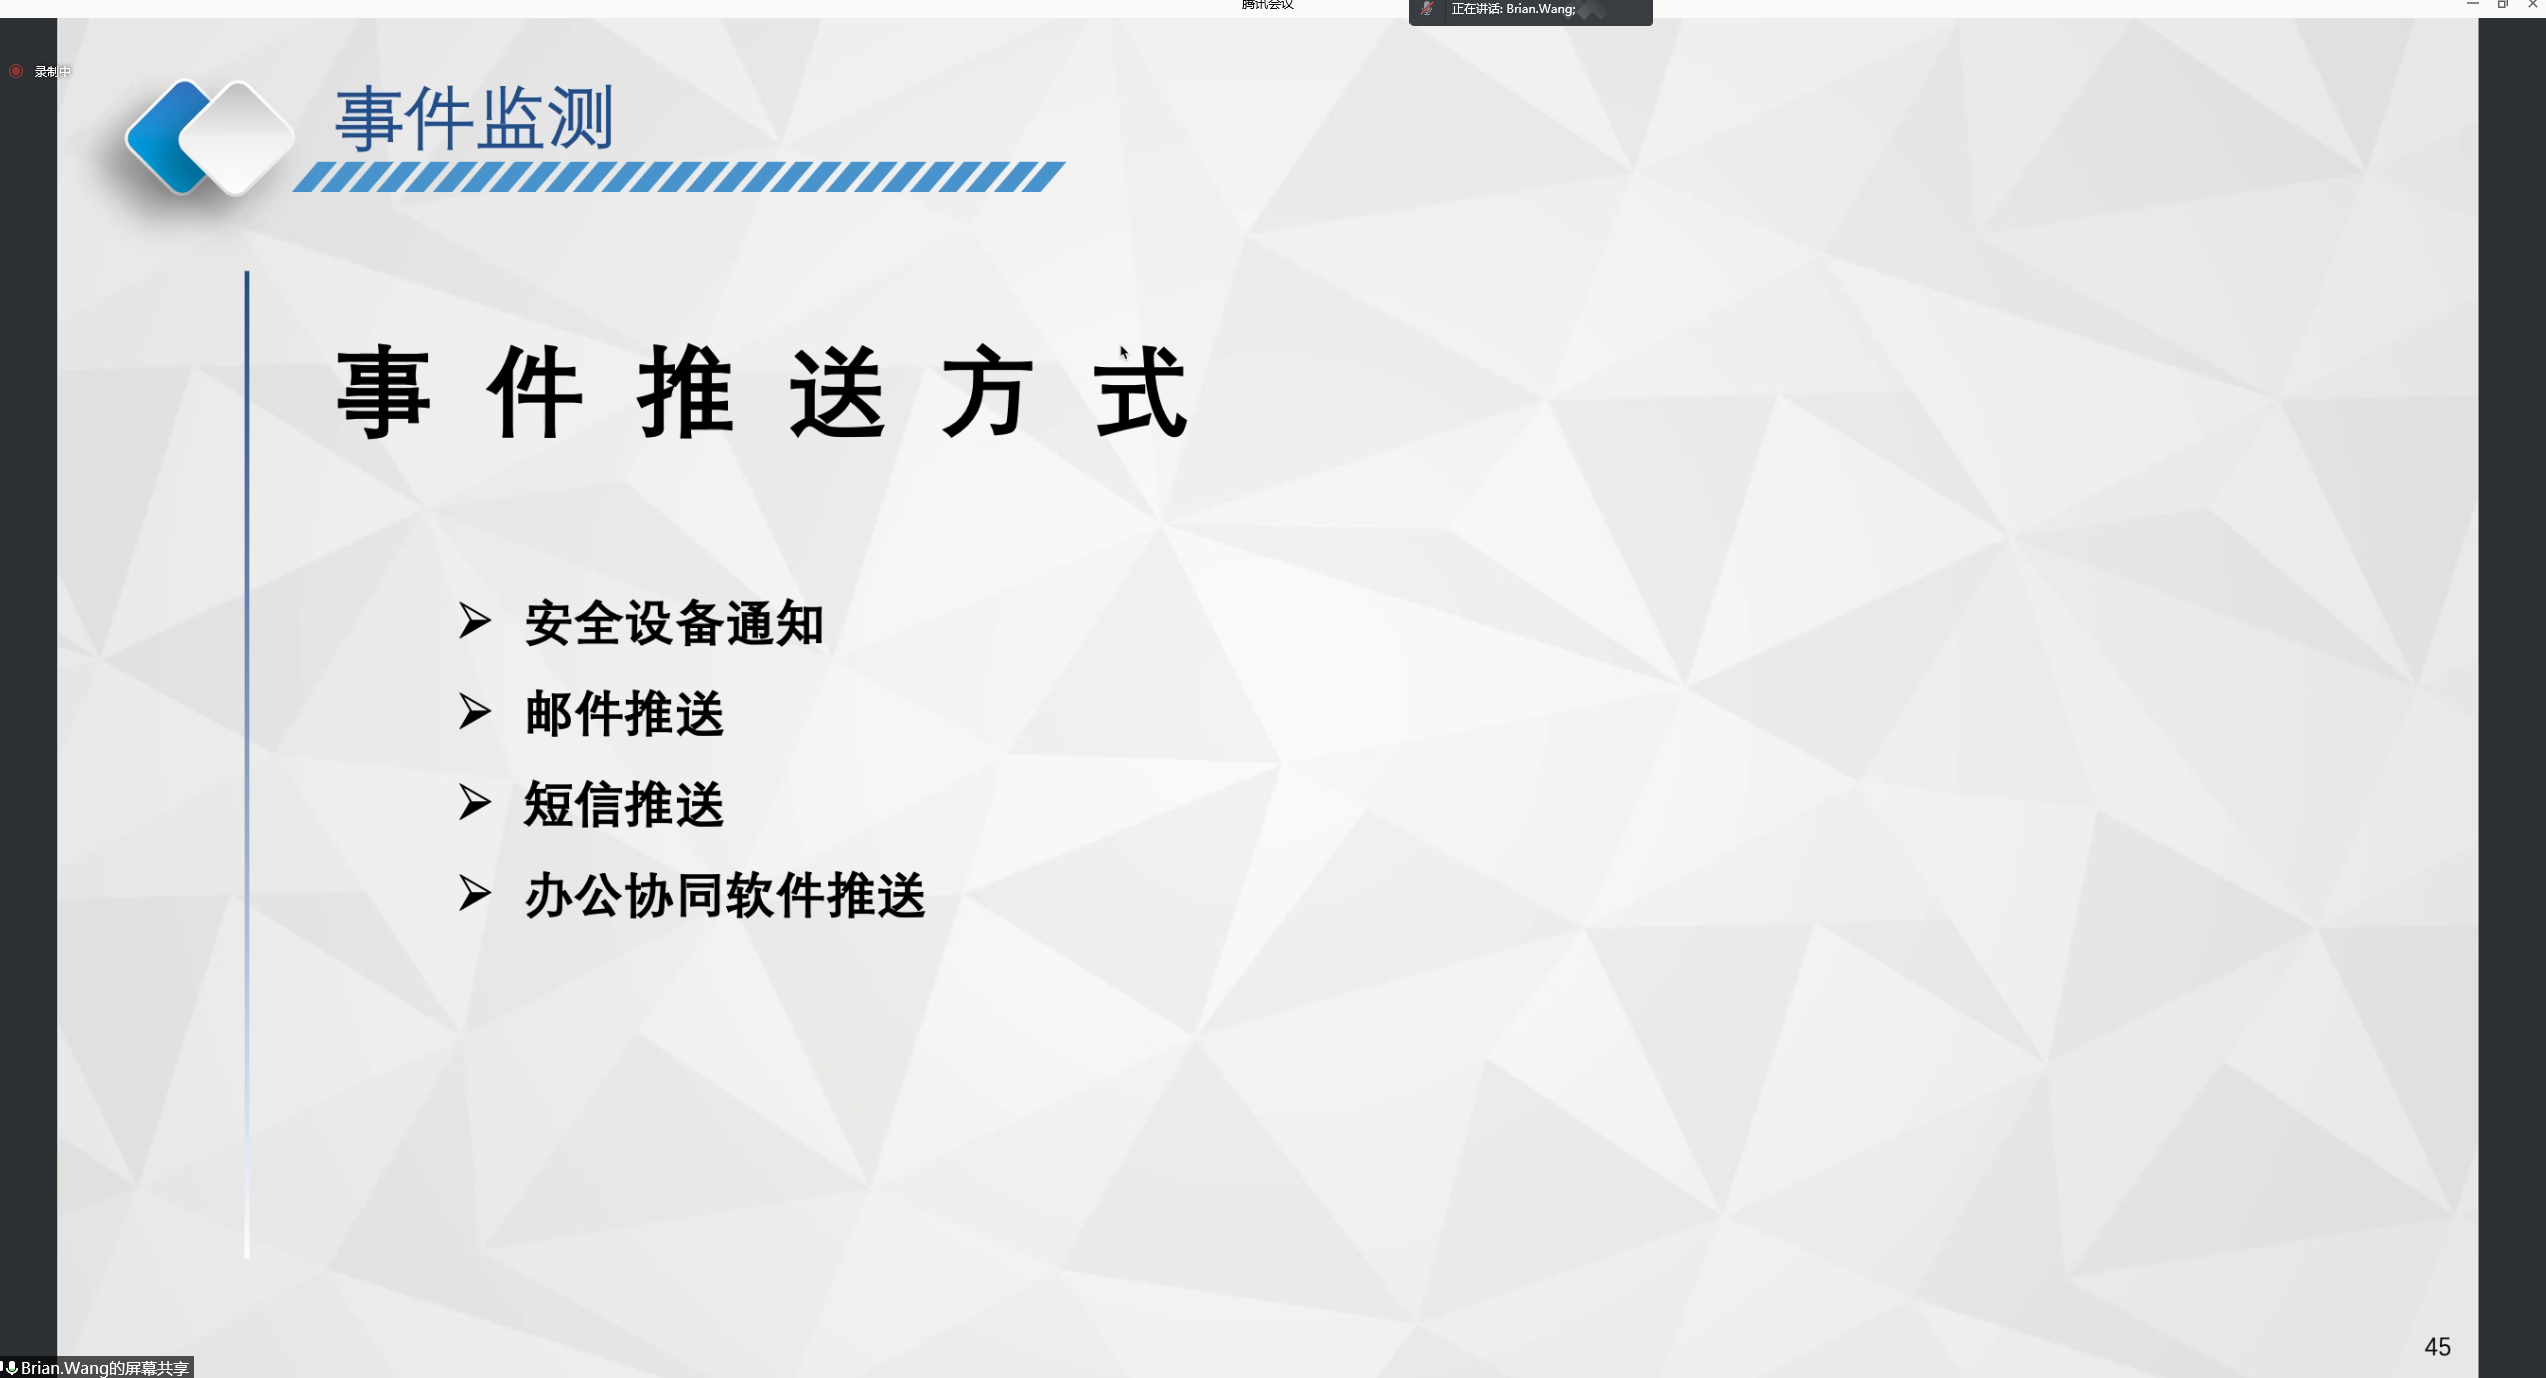 腾讯会议
正在讲话: Brian.Wang;
录制中
事件监测
事件推送方式
➢ 安全设备通知
➢ 邮件推送
➢ 短信推送
➢ 办公协同软件推送
45
Brian.Wang的屏幕共享